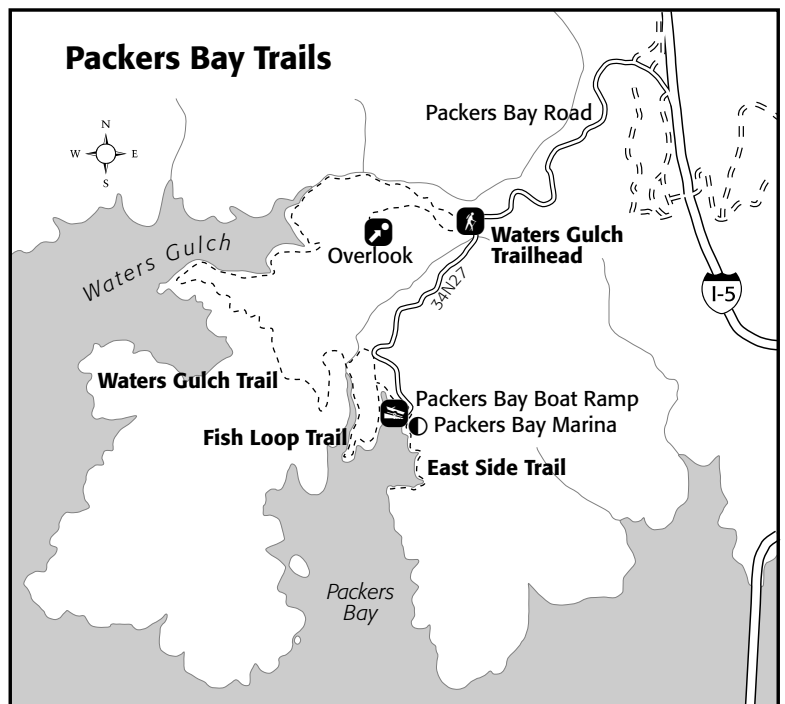 Packers Bay Trails
N
W E
S
Packers Bay Road
Waters Gulch
Overlook
Waters Gulch
Trailhead
34N27
I-5
Waters Gulch Trail
Packers Bay Boat Ramp
Packers Bay Marina
Fish Loop Trail
East Side Trail
Packers
Bay